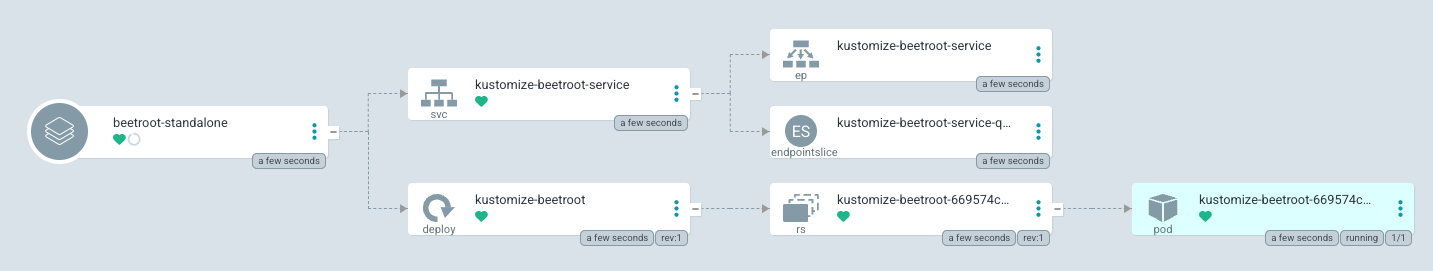 beetroot-standalone
a few seconds
kustomize-beetroot-service
svc
a few seconds
kustomize-beetroot
deploy
a few seconds rev:1
kustomize-beetroot-service
ep
a few seconds
ES
kustomize-beetroot-service-q...
endpointslice
a few seconds
kustomize-beetroot-669574c...
rs
a few seconds rev:1
kustomize-beetroot-669574c...
pod
a few seconds running 1/1